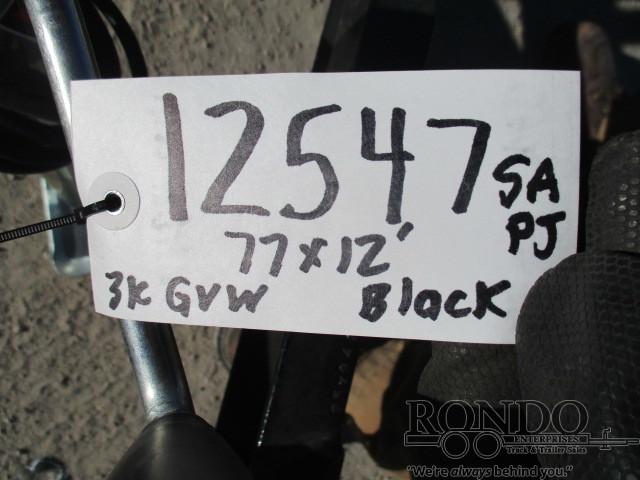 12547
SA
PJ
77x12'
3K GVW Black
RONDO
ENTERPRISES
Truck & Trailer Sales
"We're always behind you."